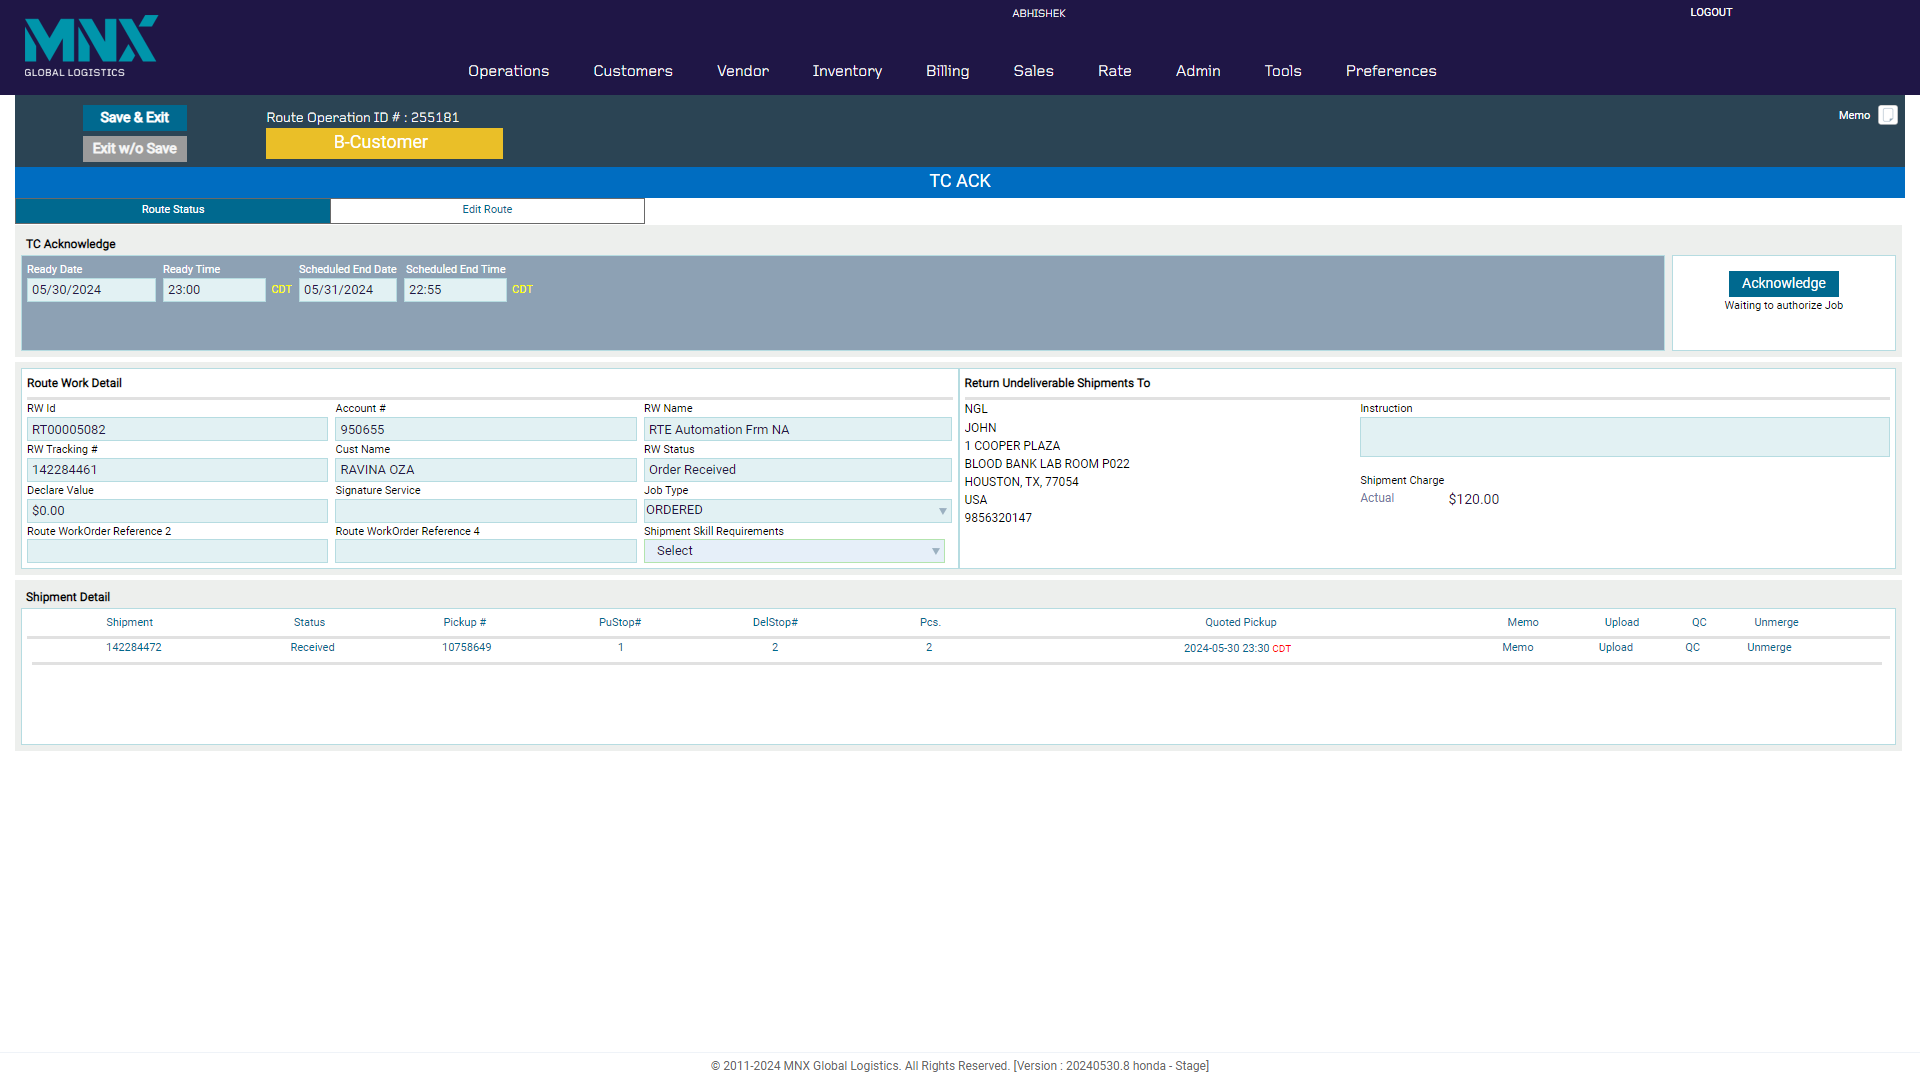 MNX
GLOBAL LOGISTICS
ABHISHEK
LOGOUT
Operations Customers Vendor Inventory Billing Sales Rate Admin Tools Preferences
Save & Exit
Exit w/o Save
Route Operation ID # : 255181
B-Customer
Memo
TC ACK
Route Status Edit Route
TC Acknowledge
Ready Date Ready Time Scheduled End Date Scheduled End Time
05/30/2024 23:00 CDT 05/31/2024 22:55 CDT
Acknowledge
Waiting to authorize Job
Route Work Detail
RW Id Account # RW Name
RT00005082 950655 RTE Automation Frm NA
RW Tracking # Cust Name RW Status
142284461 RAVINA OZA Order Received
Declare Value Signature Service Job Type
$0.00 ORDERED
Route WorkOrder Reference 2 Route WorkOrder Reference 4 Shipment Skill Requirements
Select
Return Undeliverable Shipments To
NGL
JOHN
1 COOPER PLAZA
BLOOD BANK LAB ROOM P022
HOUSTON, TX, 77054
USA
9856320147
Instruction
Shipment Charge
Actual $120.00
Shipment Detail
Shipment Status Pickup # PuStop# DelStop# Pcs. Quoted Pickup Memo Upload QC Unmerge
142284472 Received 10758649 1 2 2 2024-05-30 23:30 CDT Memo Upload QC Unmerge
© 2011-2024 MNX Global Logistics. All Rights Reserved. [Version : 20240530.8 honda - Stage]